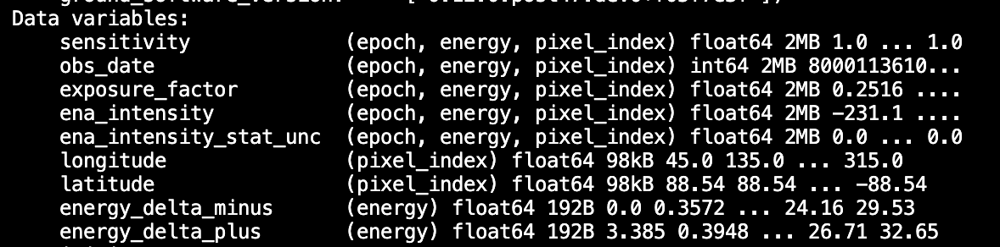 Data variables:
sensitivity (epoch, energy, pixel_index) float64 2MB 1.0 ... 1.0
obs_date (epoch, energy, pixel_index) int64 2MB 8000113610...
exposure_factor (epoch, energy, pixel_index) float64 2MB 0.2516 ....
ena_intensity (epoch, energy, pixel_index) float64 2MB -231.1 ....
ena_intensity_stat_unc (epoch, energy, pixel_index) float64 2MB 0.0 ... 0.0
longitude (pixel_index) float64 98kB 45.0 135.0 ... 315.0
latitude (pixel_index) float64 98kB 88.54 88.54 ... -88.54
energy_delta_minus (energy) float64 192B 0.0 0.3572 ... 24.16 29.53
energy_delta_plus (energy) float64 192B 3.385 0.3948 ... 26.71 32.65